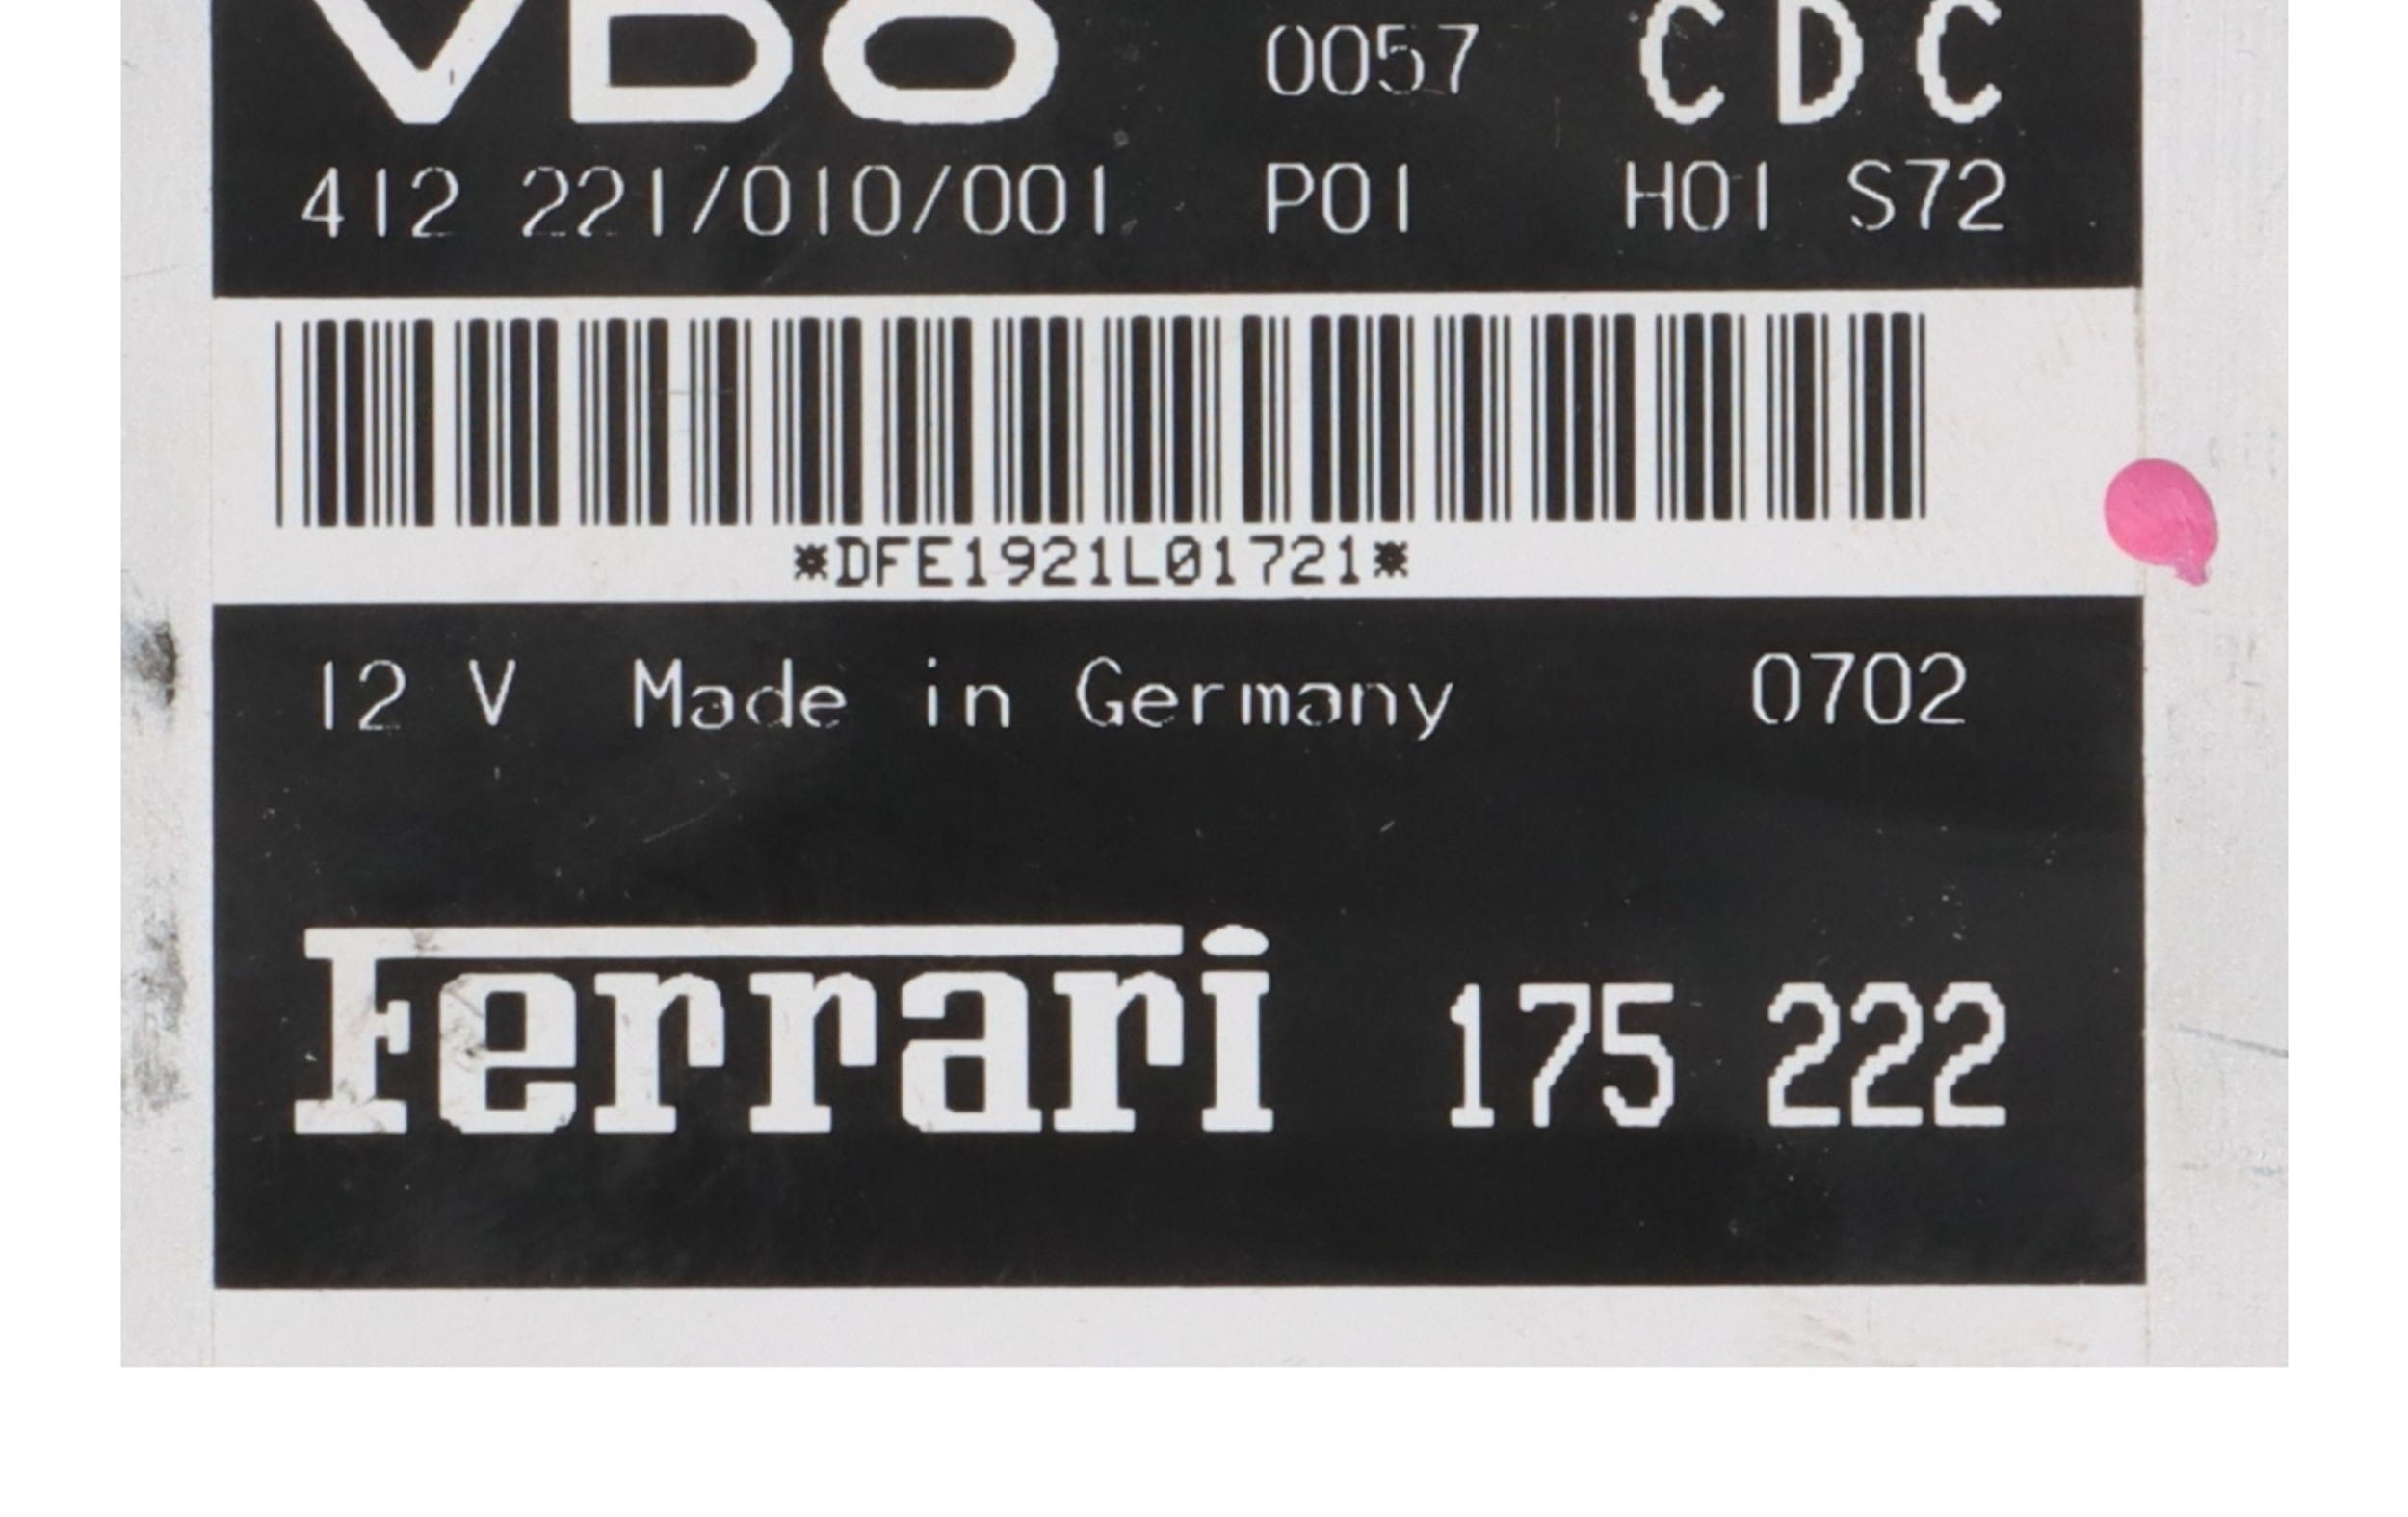 VDO 0057 CDC
412 221/010/001 P01 H01 S72
*DFE1921L01721*
12 V Made in Germany 0702
Ferrari 175 222